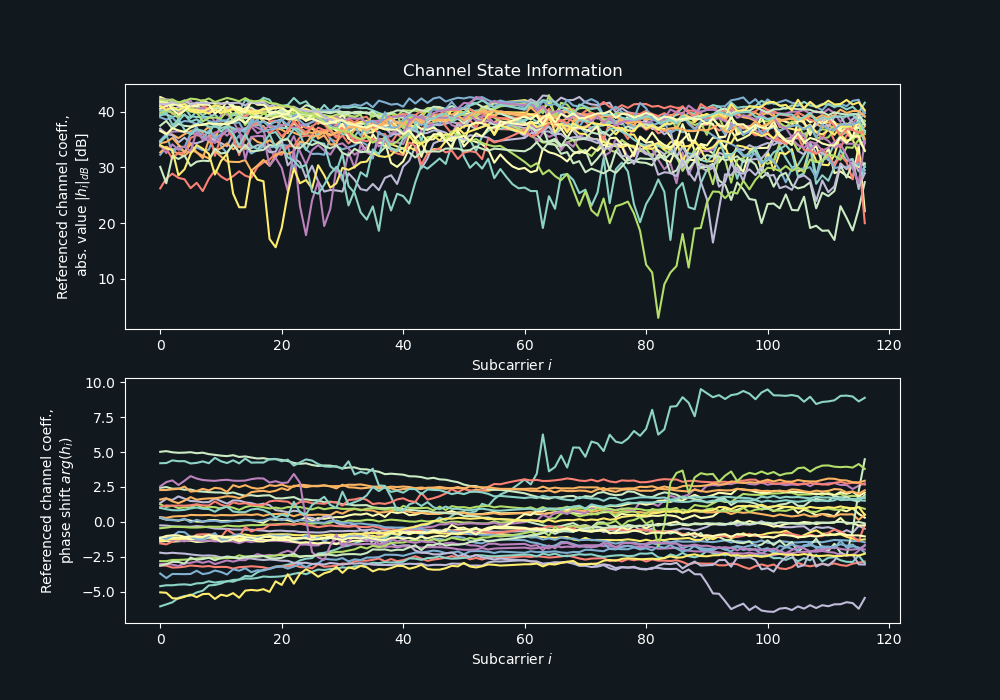 Channel State Information
Referenced channel coeff.,
abs. value |h_i|_dB [dB]
40
30
20
10
0 20 40 60 80 100 120
Subcarrier i
Referenced channel coeff.,
phase shift arg(h_i)
10.0
7.5
5.0
2.5
0.0
−2.5
−5.0
0 20 40 60 80 100 120
Subcarrier i